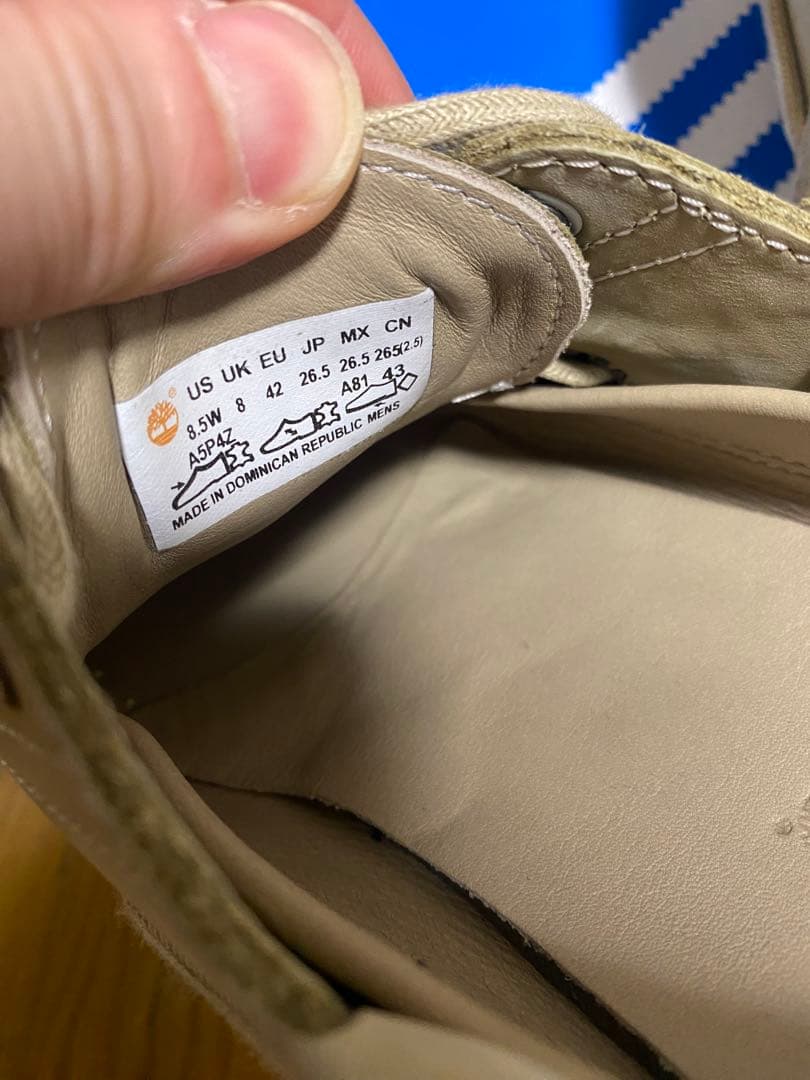 US UK EU JP MX CN
8.5W 8 42 26.5 26.5 265(2.5)
A5P4Z A81 43
MADE IN DOMINICAN REPUBLIC MENS
®